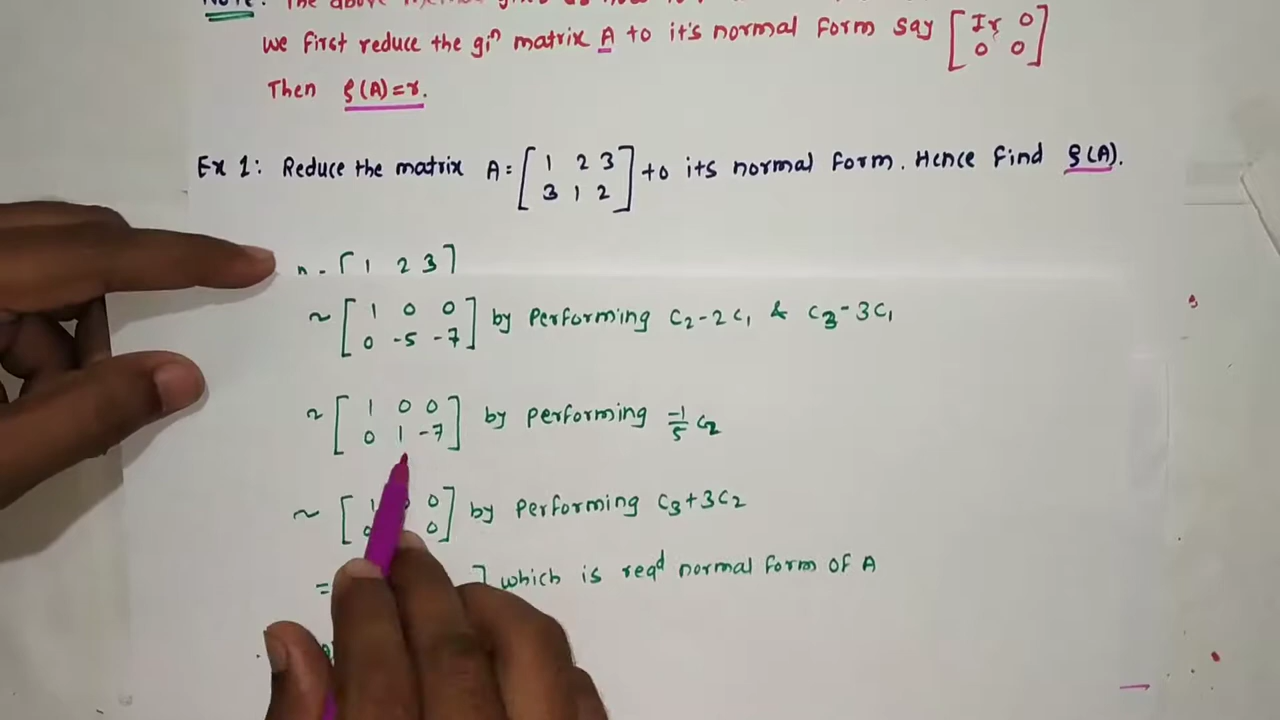 Note:
we first reduce the giⁿ matrix A to it's normal form say [ Ir 0
0 0 ]
Then ρ(A)=r.
Ex 1: Reduce the matrix A = [ 1 2 3
3 1 2 ] to its normal form. Hence find ρ(A).
[ 1 2 3 ]
~ [ 1 0 0
0 -5 -7 ] by performing C₂-2C₁ & C₃-3C₁
~ [ 1 0 0
0 1 -7 ] by performing -1/5 C₂
~ [ 1 0 0 ] by performing C₃+3C₂
= ] which is reqᵈ normal form of A